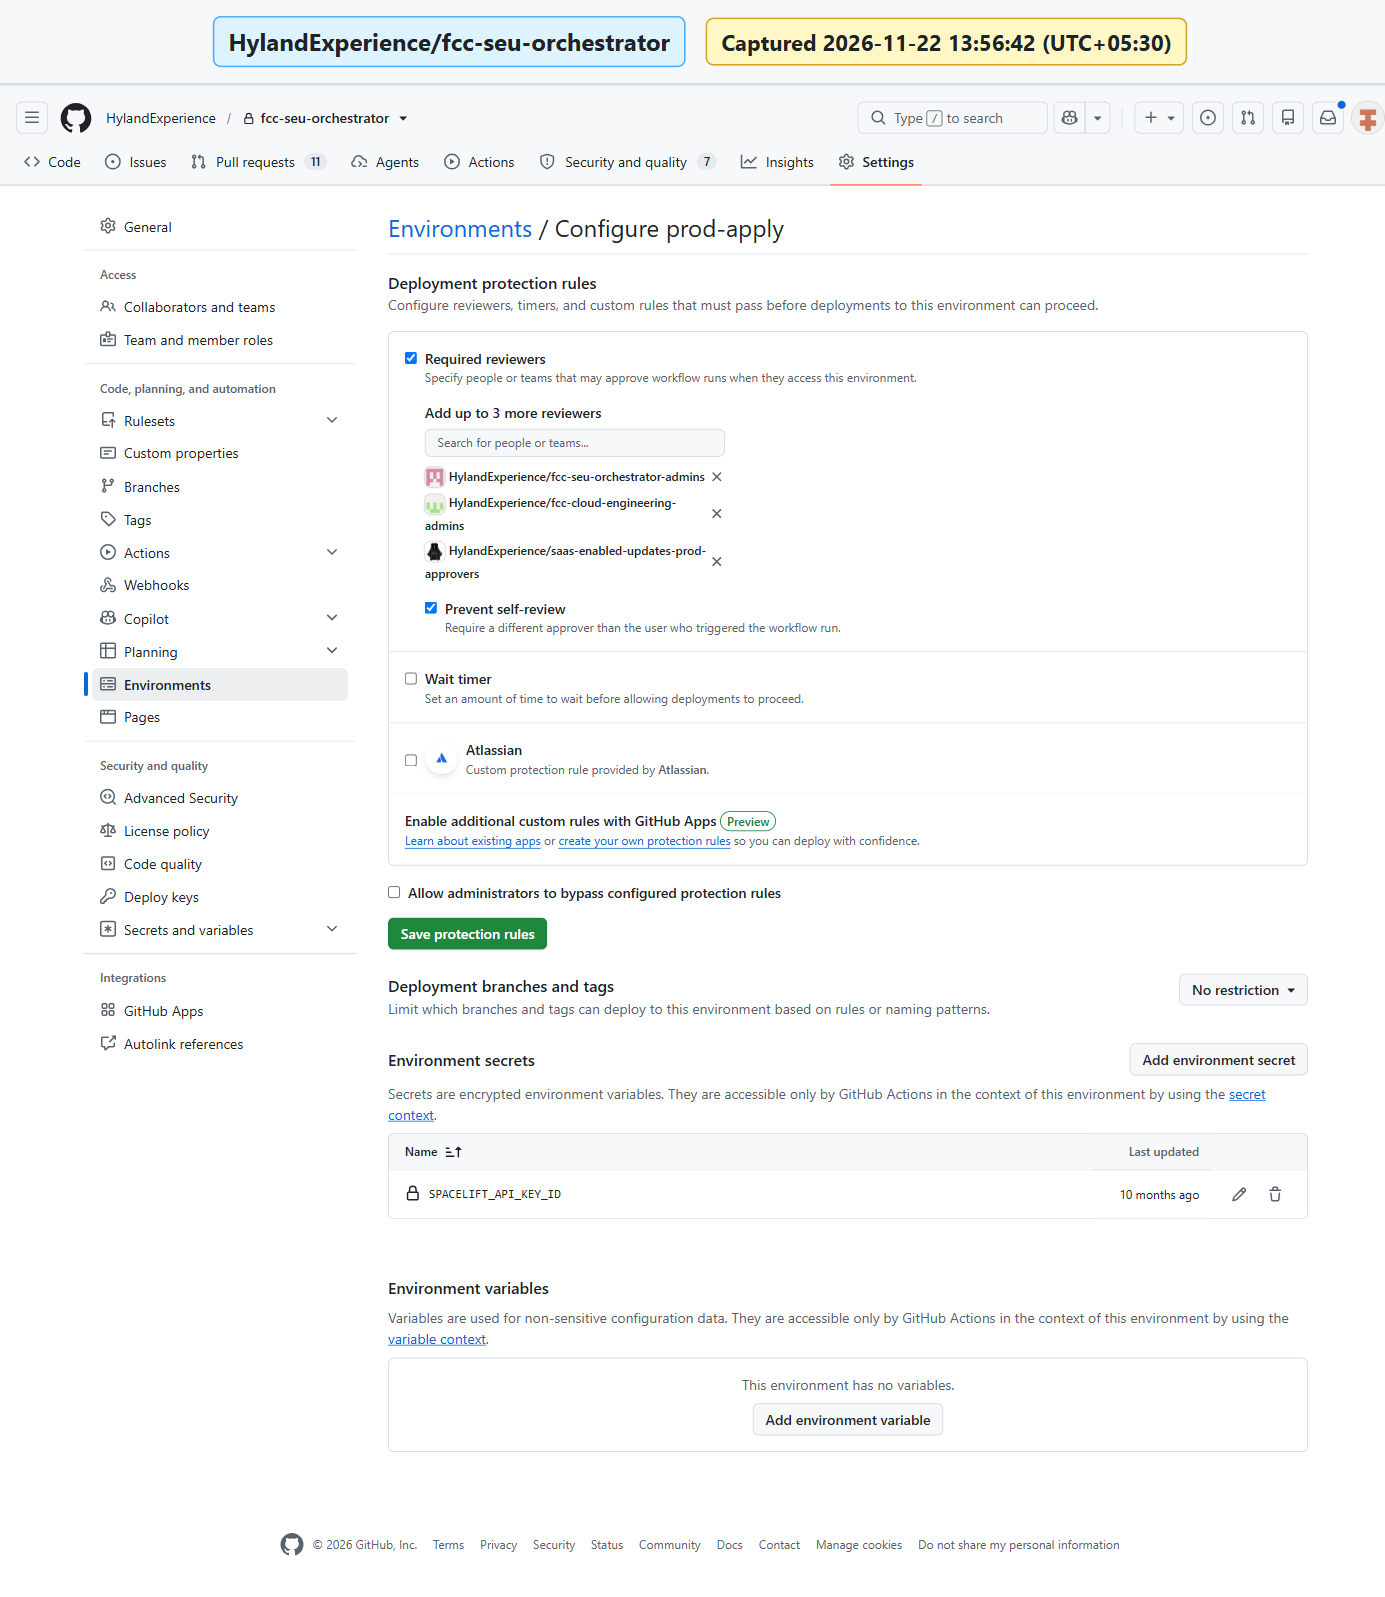 HylandExperience/fcc-seu-orchestrator
Captured 2026-11-22 13:56:42 (UTC+05:30)
HylandExperience / fcc-seu-orchestrator
Type / to search
Code
Issues
Pull requests 11
Agents
Actions
Security and quality 7
Insights
Settings
General
Access
Collaborators and teams
Team and member roles
Code, planning, and automation
Rulesets
Custom properties
Branches
Tags
Actions
Webhooks
Copilot
Planning
Environments
Pages
Security and quality
Advanced Security
License policy
Code quality
Deploy keys
Secrets and variables
Integrations
GitHub Apps
Autolink references
Environments / Configure prod-apply
Deployment protection rules
Configure reviewers, timers, and custom rules that must pass before deployments to this environment can proceed.
Required reviewers
Specify people or teams that may approve workflow runs when they access this environment.
Add up to 3 more reviewers
Search for people or teams...
HylandExperience/fcc-seu-orchestrator-admins
HylandExperience/fcc-cloud-engineering-
admins
HylandExperience/saas-enabled-updates-prod-
approvers
Prevent self-review
Require a different approver than the user who triggered the workflow run.
Wait timer
Set an amount of time to wait before allowing deployments to proceed.
Atlassian
Custom protection rule provided by Atlassian.
Enable additional custom rules with GitHub Apps Preview
Learn about existing apps or create your own protection rules so you can deploy with confidence.
Allow administrators to bypass configured protection rules
Save protection rules
Deployment branches and tags
Limit which branches and tags can deploy to this environment based on rules or naming patterns.
No restriction
Environment secrets
Add environment secret
Secrets are encrypted environment variables. They are accessible only by GitHub Actions in the context of this environment by using the secret
context.
Name
Last updated
SPACELIFT_API_KEY_ID
10 months ago
Environment variables
Variables are used for non-sensitive configuration data. They are accessible only by GitHub Actions in the context of this environment by using the
variable context.
This environment has no variables.
Add environment variable
© 2026 GitHub, Inc. Terms Privacy Security Status Community Docs Contact Manage cookies Do not share my personal information